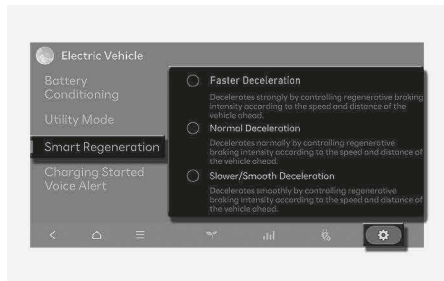 Electric Vehicle
Battery
Conditioning
Utility Mode
Smart Regeneration
Charging Started
Voice Alert
Faster Deceleration
Decelerates strongly by controlling regenerative braking
intensity according to the speed and distance of the
vehicle ahead.
Normal Deceleration
Decelerates normally by controlling regenerative
braking intensity according to the speed and distance of
the vehicle ahead.
Slower/Smooth Deceleration
Decelerates smoothly by controlling regenerative
braking intensity according to the speed and distance of
the vehicle ahead.